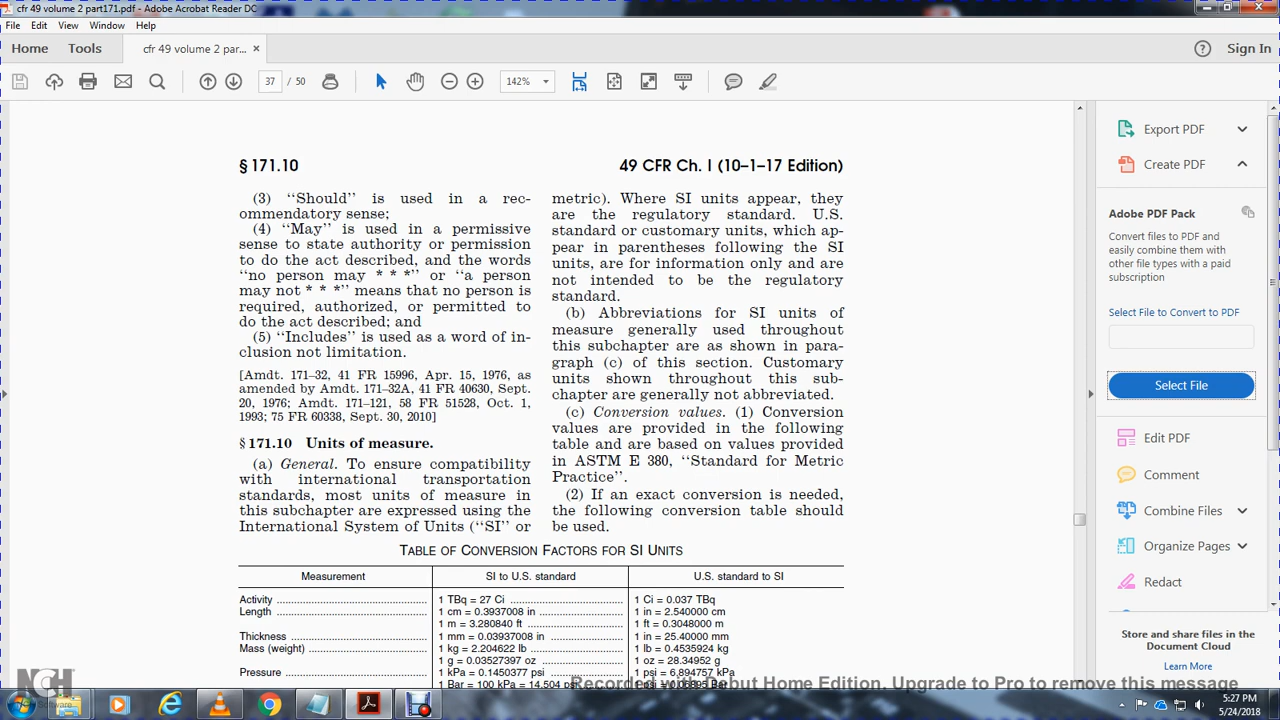 cfr 49 volume 2 part171.pdf - Adobe Acrobat Reader DC
File Edit View Window Help
Home Tools cfr 49 volume 2 par... × Sign In
37 / 50 142%
§ 171.10
49 CFR Ch. I (10–1–17 Edition)
(3) ‘‘Should’’ is used in a rec-
ommendatory sense;
(4) ‘‘May’’ is used in a permissive
sense to state authority or permission
to do the act described, and the words
‘‘no person may * * *’’ or ‘‘a person
may not * * *’’ means that no person is
required, authorized, or permitted to
do the act described; and
(5) ‘‘Includes’’ is used as a word of in-
clusion not limitation.
[Amdt. 171–32, 41 FR 15996, Apr. 15, 1976, as
amended by Amdt. 171–32A, 41 FR 40630, Sept.
20, 1976; Amdt. 171–121, 58 FR 51528, Oct. 1,
1993; 75 FR 60338, Sept. 30, 2010]
§ 171.10 Units of measure.
(a) General. To ensure compatibility
with international transportation
standards, most units of measure in
this subchapter are expressed using the
International System of Units (‘‘SI’’ or
metric). Where SI units appear, they
are the regulatory standard. U.S.
standard or customary units, which ap-
pear in parentheses following the SI
units, are for information only and are
not intended to be the regulatory
standard.
(b) Abbreviations for SI units of
measure generally used throughout
this subchapter are as shown in para-
graph (c) of this section. Customary
units shown throughout this sub-
chapter are generally not abbreviated.
(c) Conversion values. (1) Conversion
values are provided in the following
table and are based on values provided
in ASTM E 380, ‘‘Standard for Metric
Practice’’.
(2) If an exact conversion is needed,
the following conversion table should
be used.
TABLE OF CONVERSION FACTORS FOR SI UNITS
Measurement SI to U.S. standard U.S. standard to SI
Activity 1 TBq = 27 Ci 1 Ci = 0.037 TBq
Length 1 cm = 0.3937008 in 1 in = 2.540000 cm
1 m = 3.280840 ft 1 ft = 0.3048000 m
Thickness 1 mm = 0.03937008 in 1 in = 25.40000 mm
Mass (weight) 1 kg = 2.204622 lb 1 lb = 0.4535924 kg
1 g = 0.03527397 oz 1 oz = 28.34952 g
Pressure 1 kPa = 0.1450377 psi 1 psi = 6.894757 kPa
1 Bar = 100 kPa = 14.504 psi
Export PDF
Create PDF
Adobe PDF Pack
Convert files to PDF and
easily combine them with
other file types with a paid
subscription
Select File to Convert to PDF
Select File
Edit PDF
Comment
Combine Files
Organize Pages
Redact
Store and share files in the
Document Cloud
Learn More
NCH
Software
Home Edition. Upgrade to Pro to remove this message
5:27 PM
5/24/2018